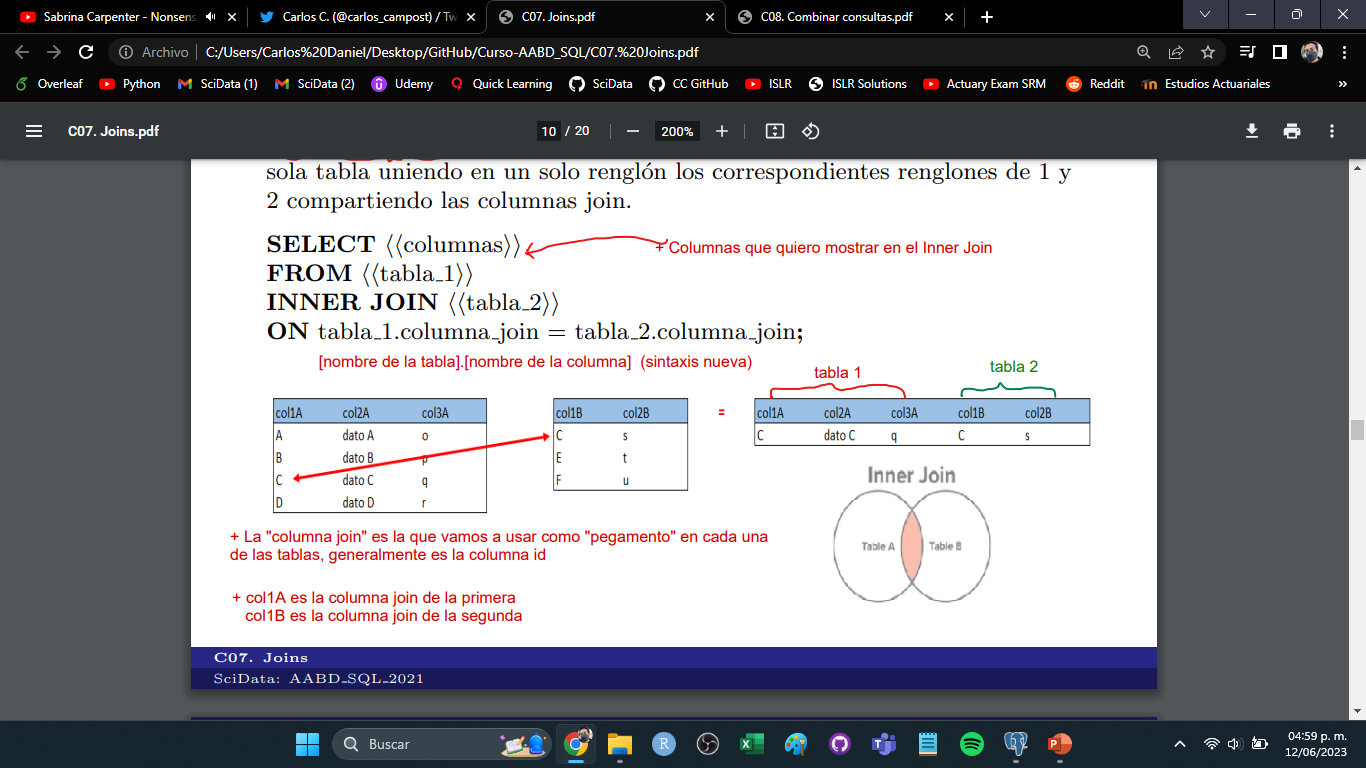 Sabrina Carpenter - Nonsens
Carlos C. (@carlos_campost) / Tw
C07. Joins.pdf
C08. Combinar consultas.pdf
Archivo
C:/Users/Carlos%20Daniel/Desktop/GitHub/Curso-AABD_SQL/C07.%20Joins.pdf
Overleaf
Python
SciData (1)
SciData (2)
Udemy
Quick Learning
SciData
CC GitHub
ISLR
ISLR Solutions
Actuary Exam SRM
Reddit
Estudios Actuariales
»
C07. Joins.pdf
10 / 20
200%
sola tabla uniendo en un solo renglón los correspondientes renglones de 1 y
2 compartiendo las columnas join.
SELECT ⟨⟨columnas⟩⟩
+ Columnas que quiero mostrar en el Inner Join
FROM ⟨⟨tabla_1⟩⟩
INNER JOIN ⟨⟨tabla_2⟩⟩
ON tabla_1.columna_join = tabla_2.columna_join;
[nombre de la tabla].[nombre de la columna] (sintaxis nueva)
tabla 1
tabla 2
col1A col2A col3A
A dato A o
B dato B p
C dato C q
D dato D r
col1B col2B
C s
E t
F u
=
col1A col2A col3A col1B col2B
C dato C q C s
Inner Join
Table A
Table B
+ La "columna join" es la que vamos a usar como "pegamento" en cada una
de las tablas, generalmente es la columna id
+ col1A es la columna join de la primera
col1B es la columna join de la segunda
C07. Joins
SciData: AABD_SQL_2021
Buscar
04:59 p. m.
12/06/2023